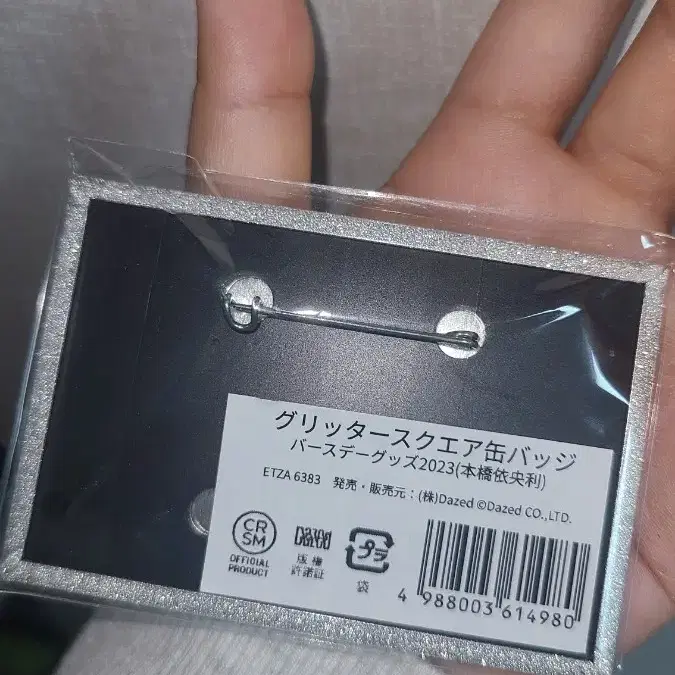 グリッタースクエア缶バッジ
バースデーグッズ2023(本橋依央利)
ETZA 6383 発売・販売元:(株)Dazed ©Dazed CO.,LTD.
CR
SM
OFFICIAL
PRODUCT
版権
許諾証
プラ
袋
4 988003 614980